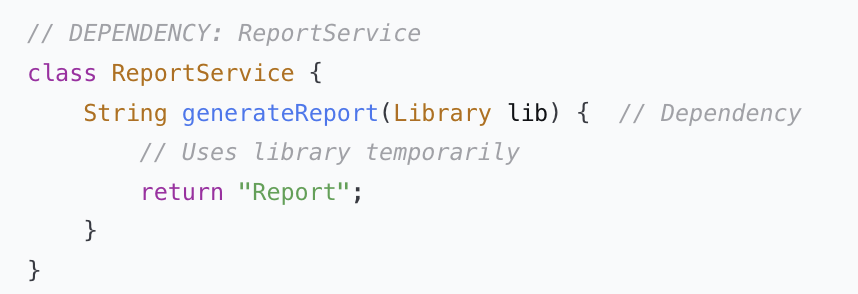 // DEPENDENCY: ReportService
class ReportService {
    String generateReport(Library lib) {  // Dependency
        // Uses library temporarily
        return "Report";
    }
}